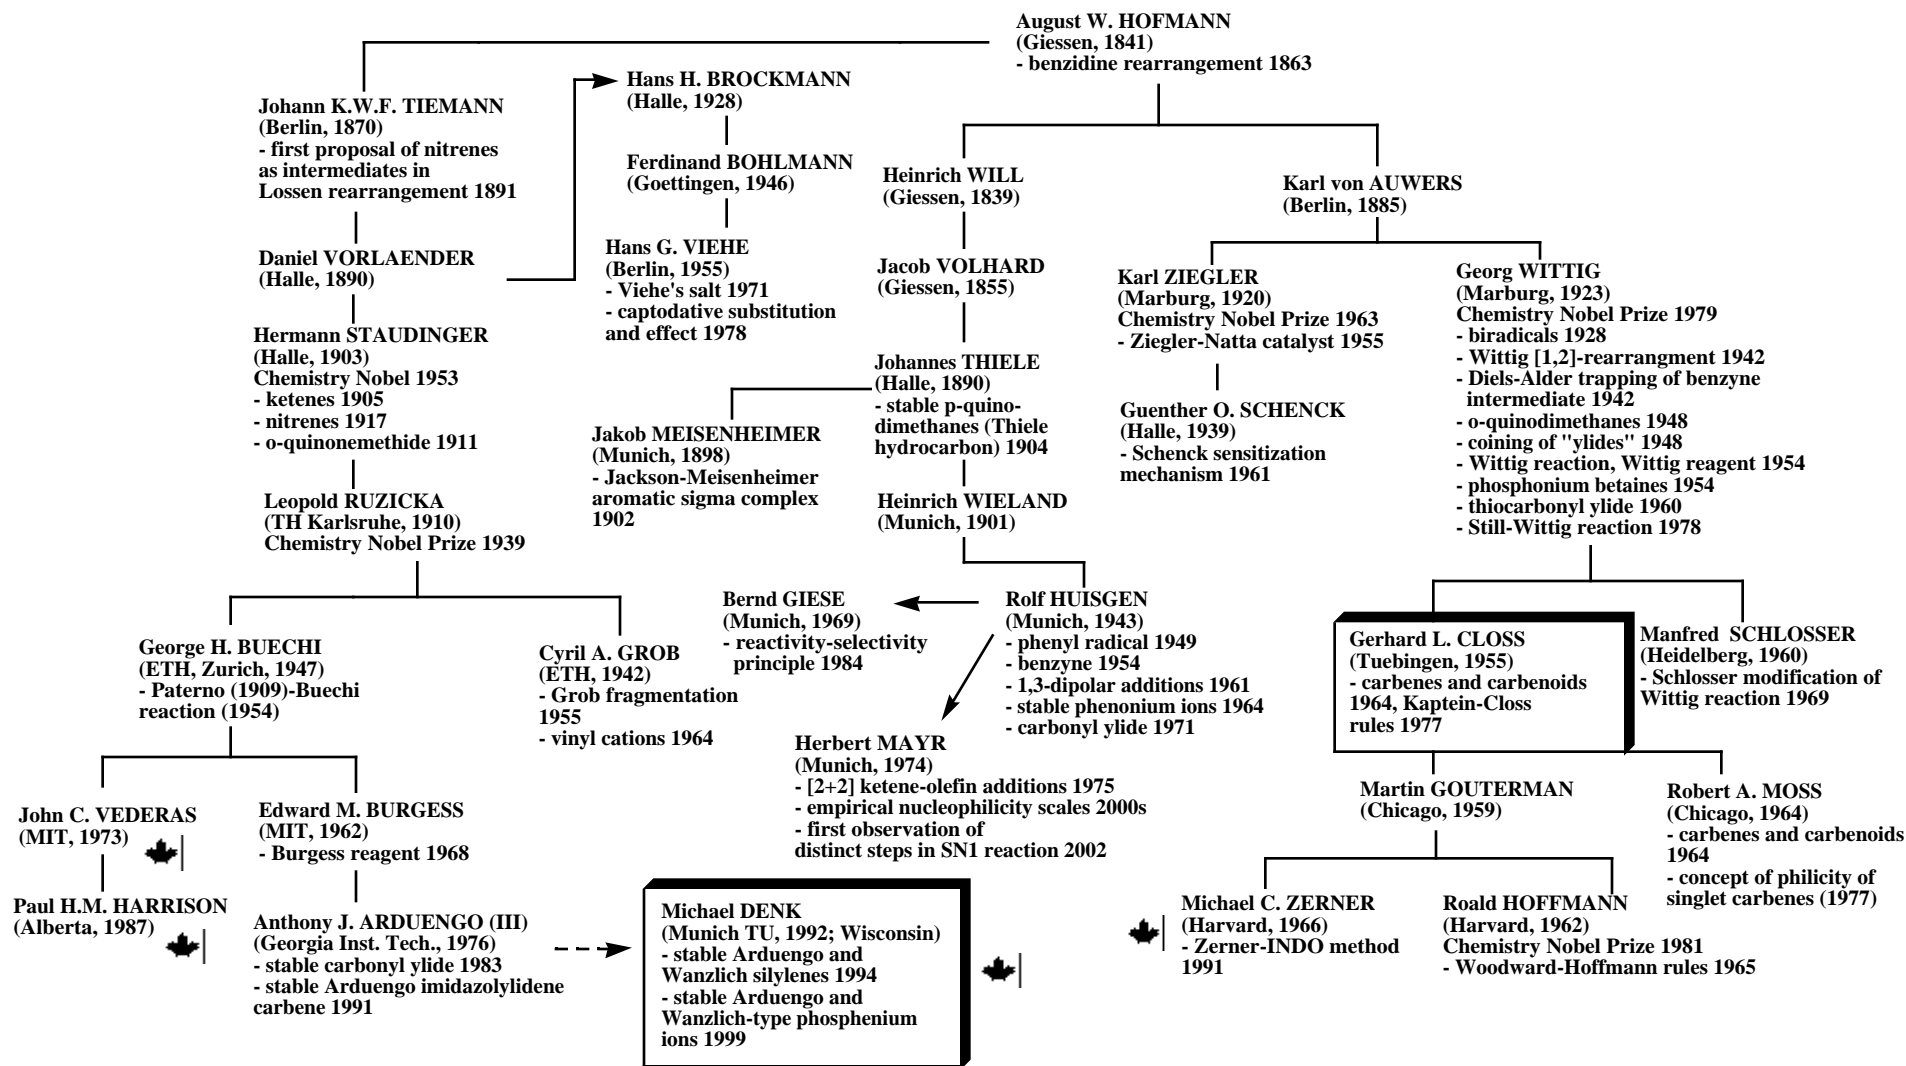 August W. HOFMANN
(Giessen, 1841)
- benzidine rearrangement 1863
Johann K.W.F. TIEMANN
(Berlin, 1870)
- first proposal of nitrenes
as intermediates in
Lossen rearrangement 1891
Hans H. BROCKMANN
(Halle, 1928)
Ferdinand BOHLMANN
(Goettingen, 1946)
Heinrich WILL
(Giessen, 1839)
Karl von AUWERS
(Berlin, 1885)
Daniel VORLAENDER
(Halle, 1890)
Hans G. VIEHE
(Berlin, 1955)
- Viehe's salt 1971
- captodative substitution
and effect 1978
Jacob VOLHARD
(Giessen, 1855)
Karl ZIEGLER
(Marburg, 1920)
Chemistry Nobel Prize 1963
- Ziegler-Natta catalyst 1955
Georg WITTIG
(Marburg, 1923)
Chemistry Nobel Prize 1979
- biradicals 1928
- Wittig [1,2]-rearrangment 1942
- Diels-Alder trapping of benzyne
intermediate 1942
- o-quinodimethanes 1948
- coining of "ylides" 1948
- Wittig reaction, Wittig reagent 1954
- phosphonium betaines 1954
- thiocarbonyl ylide 1960
- Still-Wittig reaction 1978
Hermann STAUDINGER
(Halle, 1903)
Chemistry Nobel 1953
- ketenes 1905
- nitrenes 1917
- o-quinonemethide 1911
Johannes THIELE
(Halle, 1890)
- stable p-quino-
dimethanes (Thiele
hydrocarbon) 1904
Guenther O. SCHENCK
(Halle, 1939)
- Schenck sensitization
mechanism 1961
Jakob MEISENHEIMER
(Munich, 1898)
- Jackson-Meisenheimer
aromatic sigma complex
1902
Leopold RUZICKA
(TH Karlsruhe, 1910)
Chemistry Nobel Prize 1939
Heinrich WIELAND
(Munich, 1901)
Bernd GIESE
(Munich, 1969)
- reactivity-selectivity
principle 1984
Rolf HUISGEN
(Munich, 1943)
- phenyl radical 1949
- benzyne 1954
- 1,3-dipolar additions 1961
- stable phenonium ions 1964
- carbonyl ylide 1971
George H. BUECHI
(ETH, Zurich, 1947)
- Paterno (1909)-Buechi
reaction (1954)
Cyril A. GROB
(ETH, 1942)
- Grob fragmentation
1955
- vinyl cations 1964
Gerhard L. CLOSS
(Tuebingen, 1955)
- carbenes and carbenoids
1964, Kaptein-Closs
rules 1977
Manfred SCHLOSSER
(Heidelberg, 1960)
- Schlosser modification of
Wittig reaction 1969
Herbert MAYR
(Munich, 1974)
- [2+2] ketene-olefin additions 1975
- empirical nucleophilicity scales 2000s
- first observation of
distinct steps in SN1 reaction 2002
John C. VEDERAS
(MIT, 1973)
Edward M. BURGESS
(MIT, 1962)
- Burgess reagent 1968
Martin GOUTERMAN
(Chicago, 1959)
Robert A. MOSS
(Chicago, 1964)
- carbenes and carbenoids
1964
- concept of philicity of
singlet carbenes (1977)
Paul H.M. HARRISON
(Alberta, 1987)
Anthony J. ARDUENGO (III)
(Georgia Inst. Tech., 1976)
- stable carbonyl ylide 1983
- stable Arduengo imidazolylidene
carbene 1991
Michael DENK
(Munich TU, 1992; Wisconsin)
- stable Arduengo and
Wanzlich silylenes 1994
- stable Arduengo and
Wanzlich-type phosphenium
ions 1999
Michael C. ZERNER
(Harvard, 1966)
- Zerner-INDO method
1991
Roald HOFFMANN
(Harvard, 1962)
Chemistry Nobel Prize 1981
- Woodward-Hoffmann rules 1965